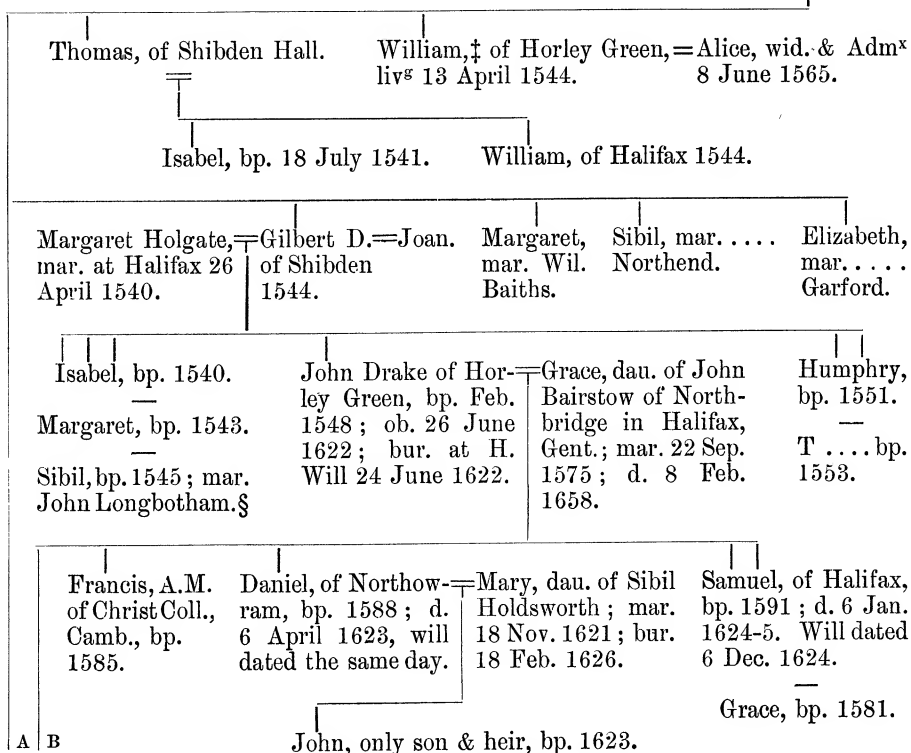 Thomas, of Shibden Hall.
William,‡ of Horley Green,=Alice, wid. & Admx
livg 13 April 1544.
8 June 1565.
Isabel, bp. 18 July 1541.
William, of Halifax 1544.
Margaret Holgate,=Gilbert D.=Joan.
mar. at Halifax 26
April 1540.
of Shibden
1544.
Margaret,
mar. Wil.
Baiths.
Sibil, mar.....
Northend.
Elizabeth,
mar.....
Garford.
Isabel, bp. 1540.
—
Margaret, bp. 1543.
—
Sibil, bp. 1545; mar.
John Longbotham.§
John Drake of Hor-
ley Green, bp. Feb.
1548; ob. 26 June
1622; bur. at H.
Will 24 June 1622.
=Grace, dau. of John
Bairstow of North-
bridge in Halifax,
Gent.; mar. 22 Sep.
1575; d. 8 Feb.
1658.
Humphry,
bp. 1551.
—
T .... bp.
1553.
Francis, A.M.
of Christ Coll.,
Camb., bp.
1585.
Daniel, of Northow-
ram, bp. 1588; d.
6 April 1623, will
dated the same day.
=Mary, dau. of Sibil
Holdsworth; mar.
18 Nov. 1621; bur.
18 Feb. 1626.
Samuel, of Halifax,
bp. 1591; d. 6 Jan.
1624-5. Will dated
6 Dec. 1624.
—
Grace, bp. 1581.
A B
John, only son & heir, bp. 1623.